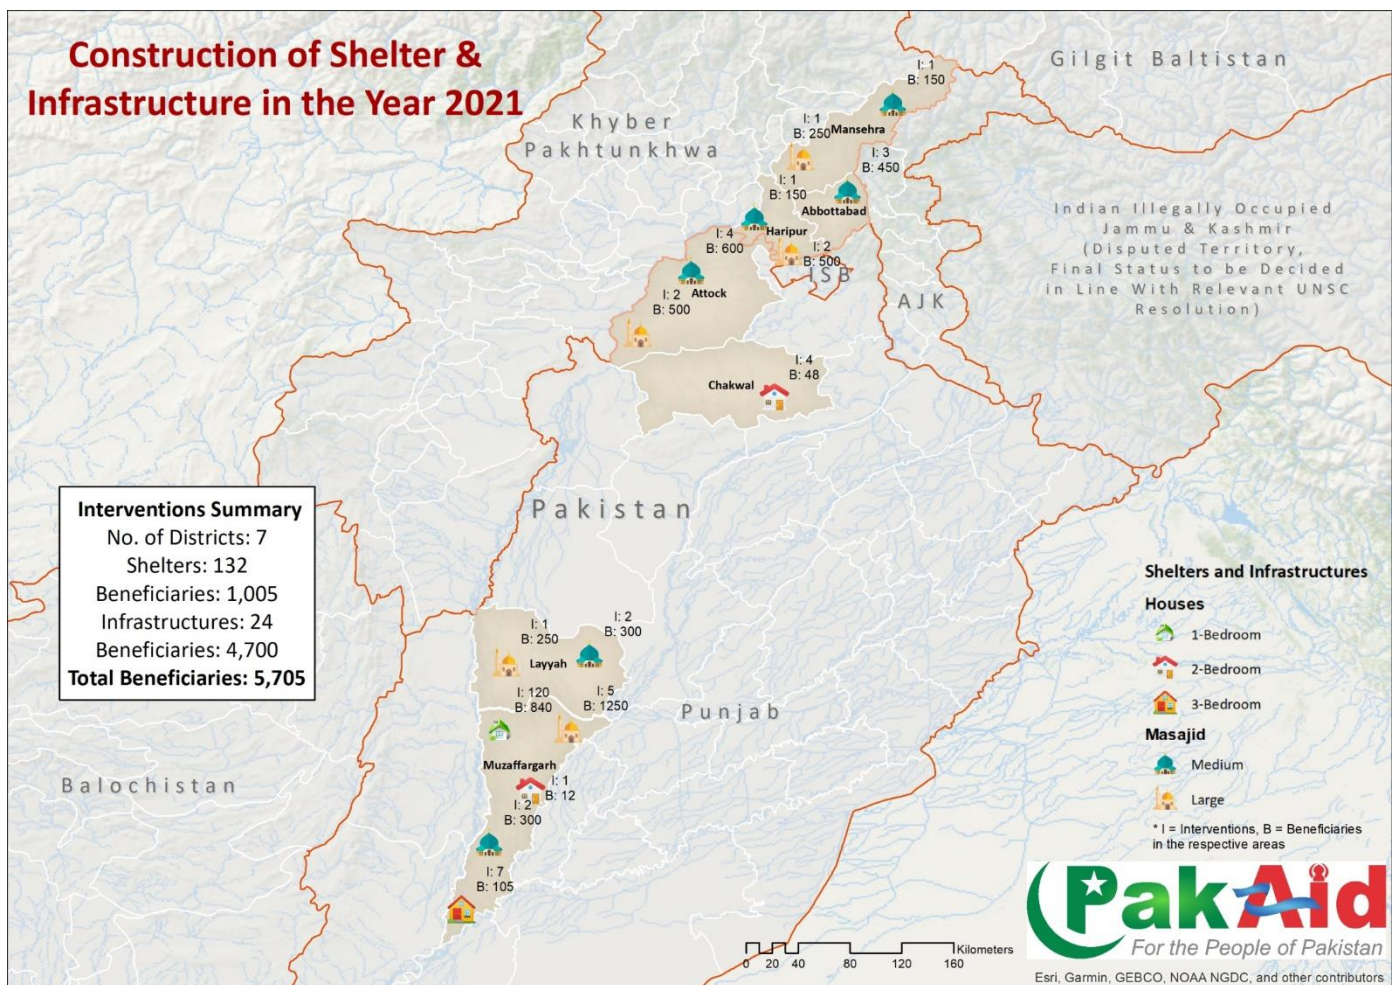 Construction of Shelter &
Infrastructure in the Year 2021
Gilgit Baltistan
Khyber
Pakhtunkhwa
I: 1
B: 150
I: 1
B: 250
Mansehra
I: 3
B: 450
I: 1
B: 150
Abbottabad
Haripur
I: 4
B: 600
I: 2
B: 500
ISB
Attock
I: 2
B: 500
AJK
Indian Illegally Occupied
Jammu & Kashmir
(Disputed Territory,
Final Status to be Decided
in Line With Relevant UNSC
Resolution)
I: 4
B: 48
Chakwal
Pakistan
Interventions Summary
No. of Districts: 7
Shelters: 132
Beneficiaries: 1,005
Infrastructures: 24
Beneficiaries: 4,700
Total Beneficiaries: 5,705
I: 1
B: 250
I: 2
B: 300
Layyah
I: 120
B: 840
I: 5
B: 1250
Punjab
Muzaffargarh
I: 1
B: 12
I: 2
B: 300
I: 7
B: 105
Balochistan
Shelters and Infrastructures
Houses
1-Bedroom
2-Bedroom
3-Bedroom
Masajid
Medium
Large
* I = Interventions, B = Beneficiaries
in the respective areas
PakAid
For the People of Pakistan
Kilometers
0 20 40 80 120 160
Esri, Garmin, GEBCO, NOAA NGDC, and other contributors